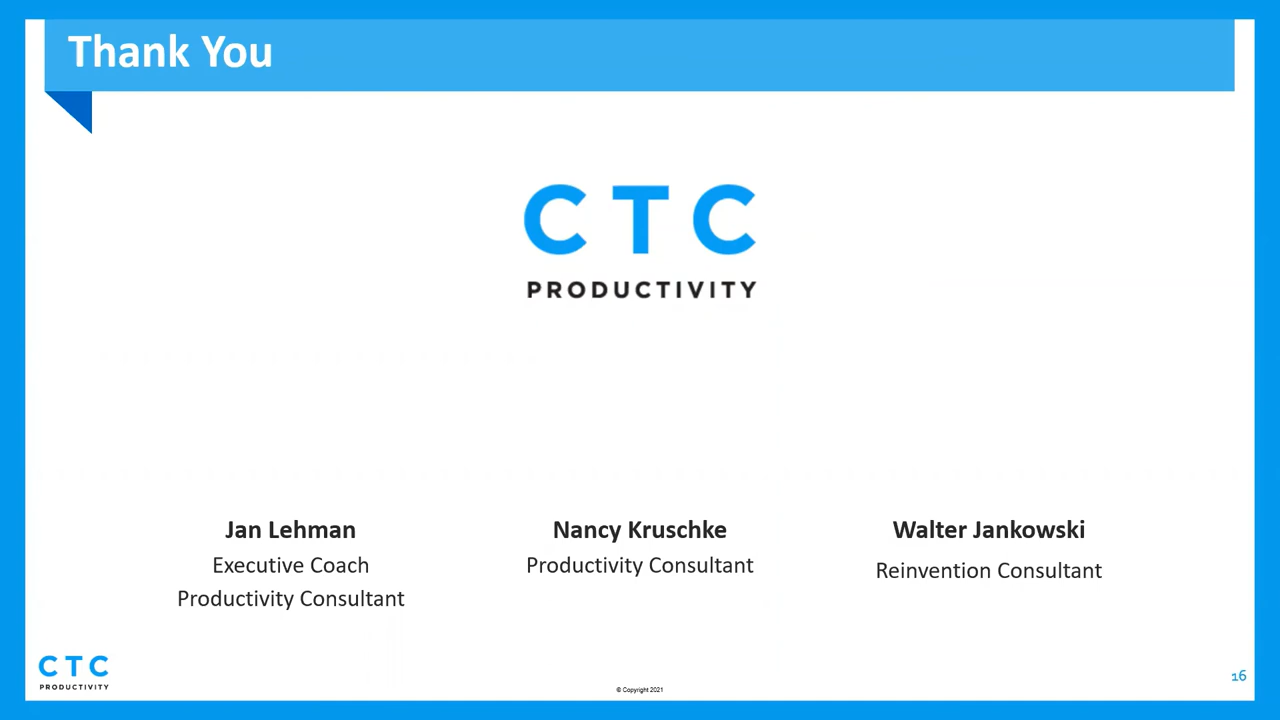 Thank You
CTC
PRODUCTIVITY
Jan Lehman
Executive Coach
Productivity Consultant
Nancy Kruschke
Productivity Consultant
Walter Jankowski
Reinvention Consultant
CTC
PRODUCTIVITY
© Copyright 2021
16